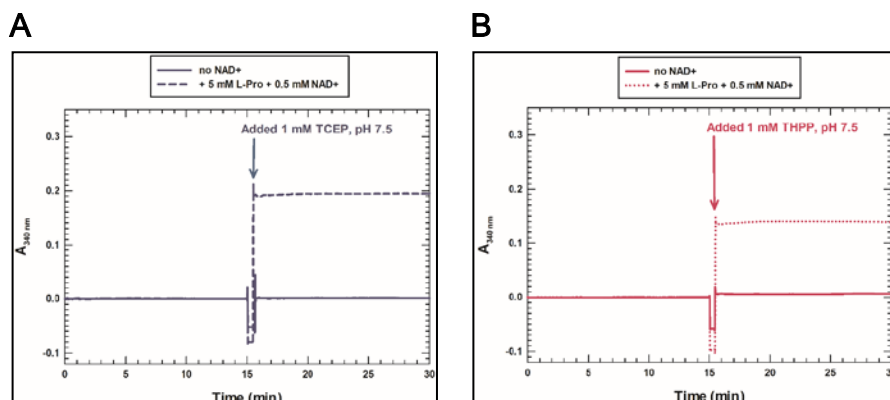 A
B
no NAD+
+ 5 mM L-Pro + 0.5 mM NAD+
no NAD+
+ 5 mM L-Pro + 0.5 mM NAD+
Added 1 mM TCEP, pH 7.5
Added 1 mM THPP, pH 7.5
0.3
0.2
0.1
0.0
-0.1
A340 nm
0 5 10 15 20 25 30
Time (min)
0.3
0.2
0.1
0.0
-0.1
A340 nm
0 5 10 15 20 25 30
Time (min)